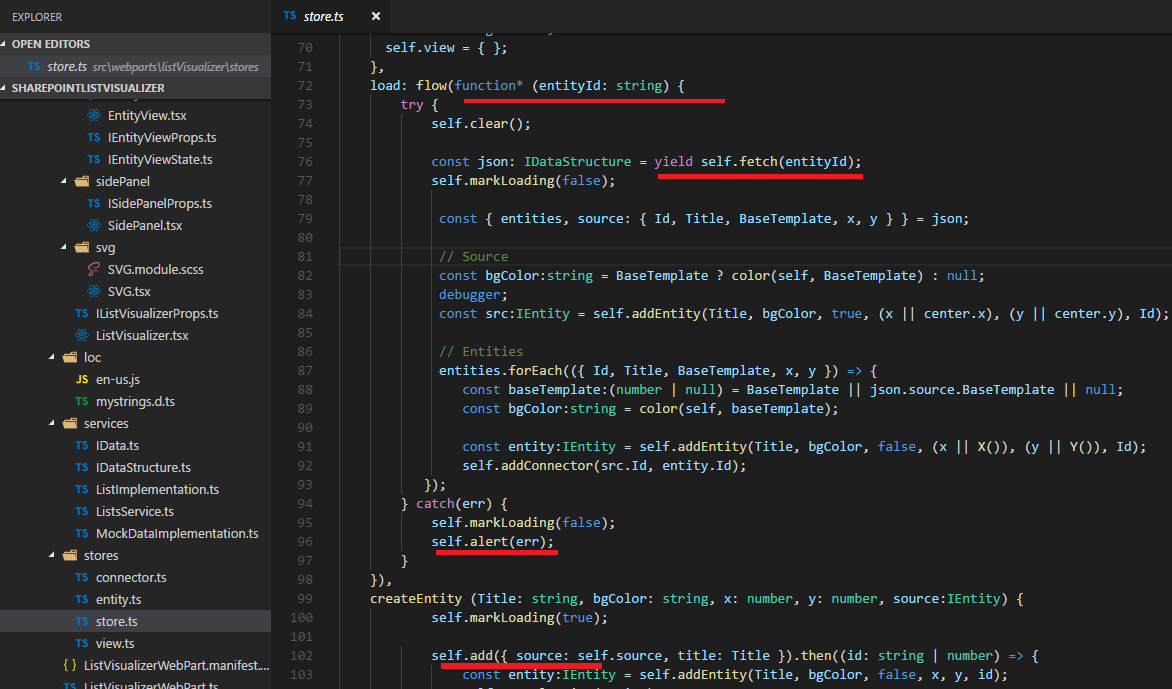 EXPLORER
OPEN EDITORS
TS store.ts src\webparts\listVisualizer\stores
SHAREPOINTLISTVISUALIZER
EntityView.tsx
TS IEntityViewProps.ts
TS IEntityViewState.ts
sidePanel
TS ISidePanelProps.ts
SidePanel.tsx
svg
SVG.module.scss
SVG.tsx
TS IListVisualizerProps.ts
ListVisualizer.tsx
loc
JS en-us.js
TS mystrings.d.ts
services
TS IData.ts
TS IDataStructure.ts
TS ListImplementation.ts
TS ListsService.ts
TS MockDataImplementation.ts
stores
TS connector.ts
TS entity.ts
TS store.ts
TS view.ts
{ } ListVisualizerWebPart.manifest....
TS ListVisualizerWebPart.ts
TS store.ts ×
70 self.view = { };
71 },
72 load: flow(function* (entityId: string) {
73 try {
74 self.clear();
75
76 const json: IDataStructure = yield self.fetch(entityId);
77 self.markLoading(false);
78
79 const { entities, source: { Id, Title, BaseTemplate, x, y } } = json;
80
81 // Source
82 const bgColor:string = BaseTemplate ? color(self, BaseTemplate) : null;
83 debugger;
84 const src:IEntity = self.addEntity(Title, bgColor, true, (x || center.x), (y || center.y), Id);
85
86 // Entities
87 entities.forEach(({ Id, Title, BaseTemplate, x, y }) => {
88 const baseTemplate:(number | null) = BaseTemplate || json.source.BaseTemplate || null;
89 const bgColor:string = color(self, baseTemplate);
90
91 const entity:IEntity = self.addEntity(Title, bgColor, false, (x || X()), (y || Y()), Id);
92 self.addConnector(src.Id, entity.Id);
93 });
94 } catch(err) {
95 self.markLoading(false);
96 self.alert(err);
97 }
98 }),
99 createEntity (Title: string, bgColor: string, x: number, y: number, source:IEntity) {
100 self.markLoading(true);
101
102 self.add({ source: self.source, title: Title }).then((id: string | number) => {
103 const entity:IEntity = self.addEntity(Title, bgColor, false, x, y, id);